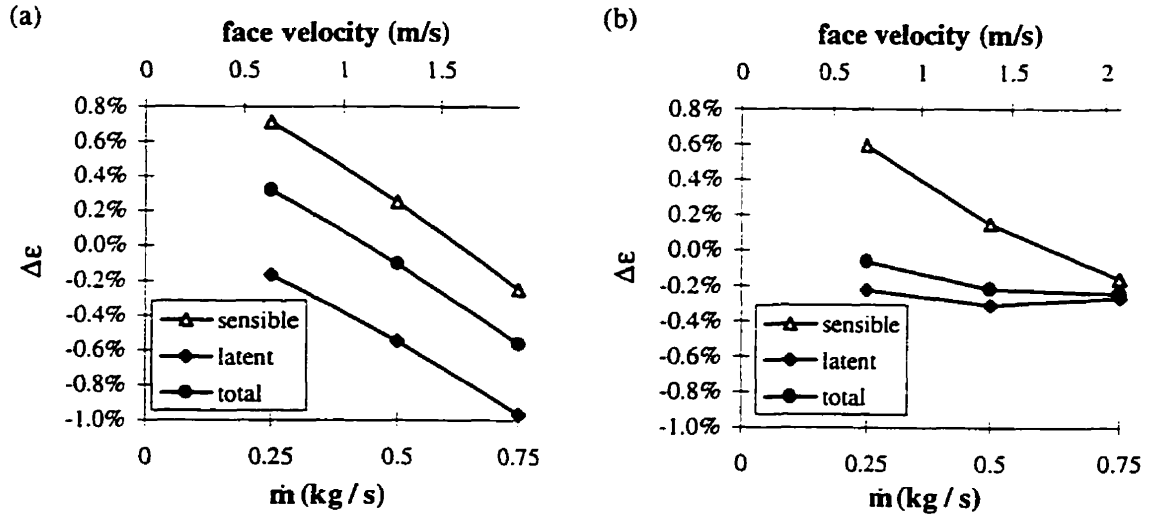 (a)
face velocity (m/s)
0 0.5 1 1.5
0.8%
0.6%
0.4%
0.2%
0.0%
-0.2%
-0.4%
-0.6%
-0.8%
-1.0%
Δε
sensible
latent
total
0 0.25 0.5 0.75
ṁ (kg / s)
(b)
face velocity (m/s)
0 0.5 1 1.5 2
0.8%
0.6%
0.4%
0.2%
0.0%
-0.2%
-0.4%
-0.6%
-0.8%
-1.0%
Δε
sensible
latent
total
0 0.25 0.5 0.75
ṁ (kg / s)